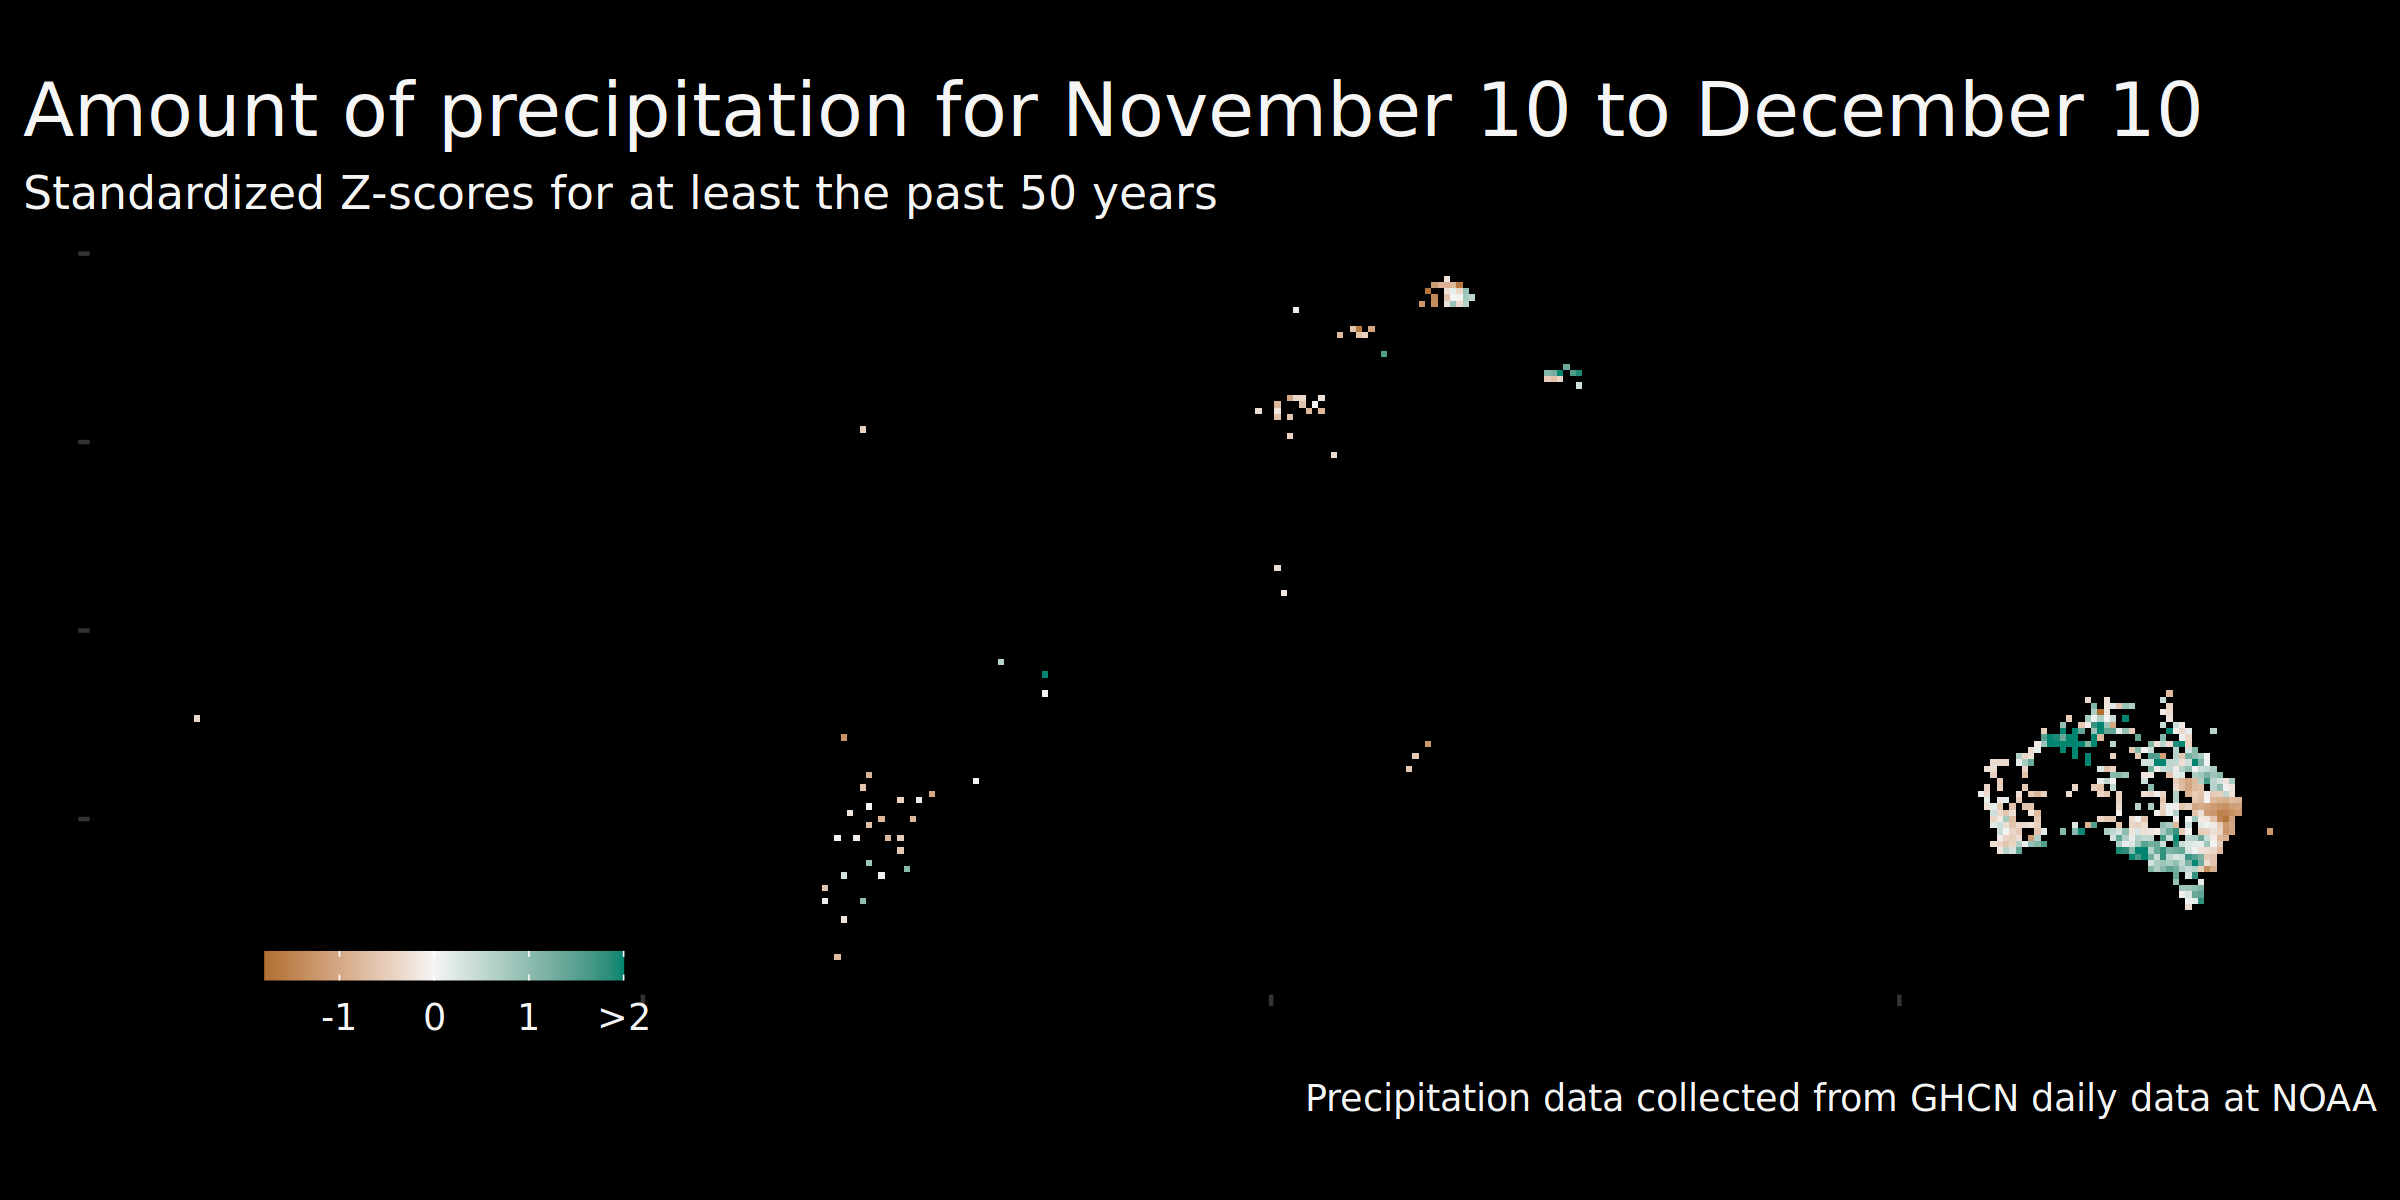 Amount of precipitation for November 10 to December 10
Standardized Z-scores for at least the past 50 years
-1 0 1 >2
Precipitation data collected from GHCN daily data at NOAA